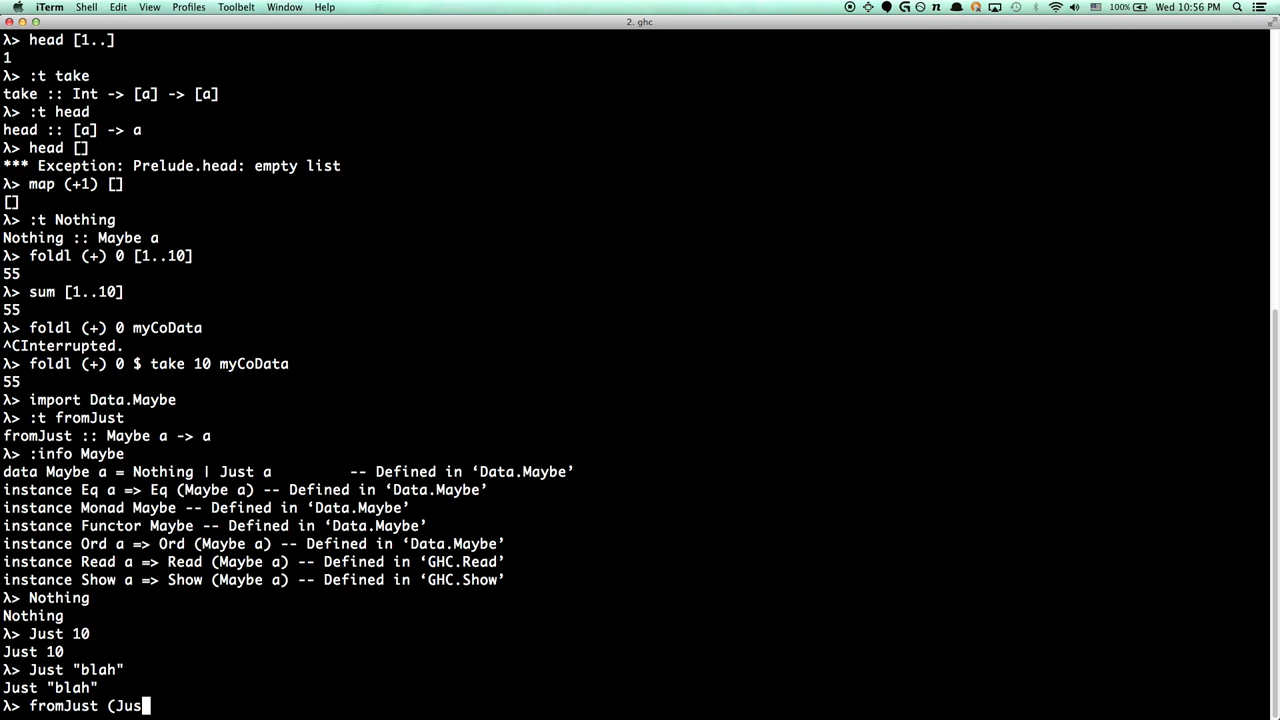 iTerm Shell Edit View Profiles Toolbelt Window Help 100% Wed 10:56 PM
2. ghc
λ> head [1..]
1
λ> :t take
take :: Int -> [a] -> [a]
λ> :t head
head :: [a] -> a
λ> head []
*** Exception: Prelude.head: empty list
λ> map (+1) []
[]
λ> :t Nothing
Nothing :: Maybe a
λ> foldl (+) 0 [1..10]
55
λ> sum [1..10]
55
λ> foldl (+) 0 myCoData
^CInterrupted.
λ> foldl (+) 0 $ take 10 myCoData
55
λ> import Data.Maybe
λ> :t fromJust
fromJust :: Maybe a -> a
λ> :info Maybe
data Maybe a = Nothing | Just a -- Defined in ‘Data.Maybe’
instance Eq a => Eq (Maybe a) -- Defined in ‘Data.Maybe’
instance Monad Maybe -- Defined in ‘Data.Maybe’
instance Functor Maybe -- Defined in ‘Data.Maybe’
instance Ord a => Ord (Maybe a) -- Defined in ‘Data.Maybe’
instance Read a => Read (Maybe a) -- Defined in ‘GHC.Read’
instance Show a => Show (Maybe a) -- Defined in ‘GHC.Show’
λ> Nothing
Nothing
λ> Just 10
Just 10
λ> Just "blah"
Just "blah"
λ> fromJust (Jus